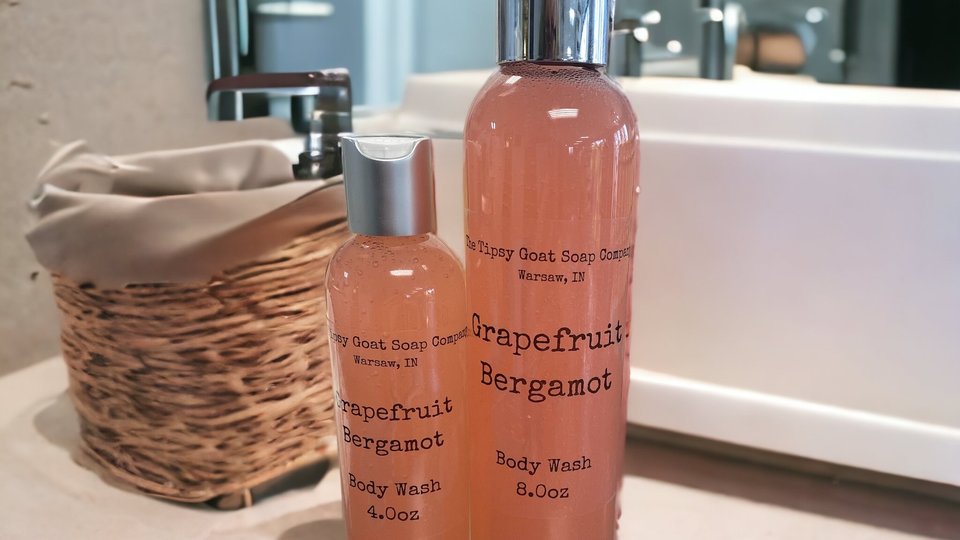 Tipsy Goat Soap Company
Warsaw, IN
Grapefruit
Bergamot
Body Wash
4.0oz
The Tipsy Goat Soap Company
Warsaw, IN
Grapefruit
Bergamot
Body Wash
8.0oz